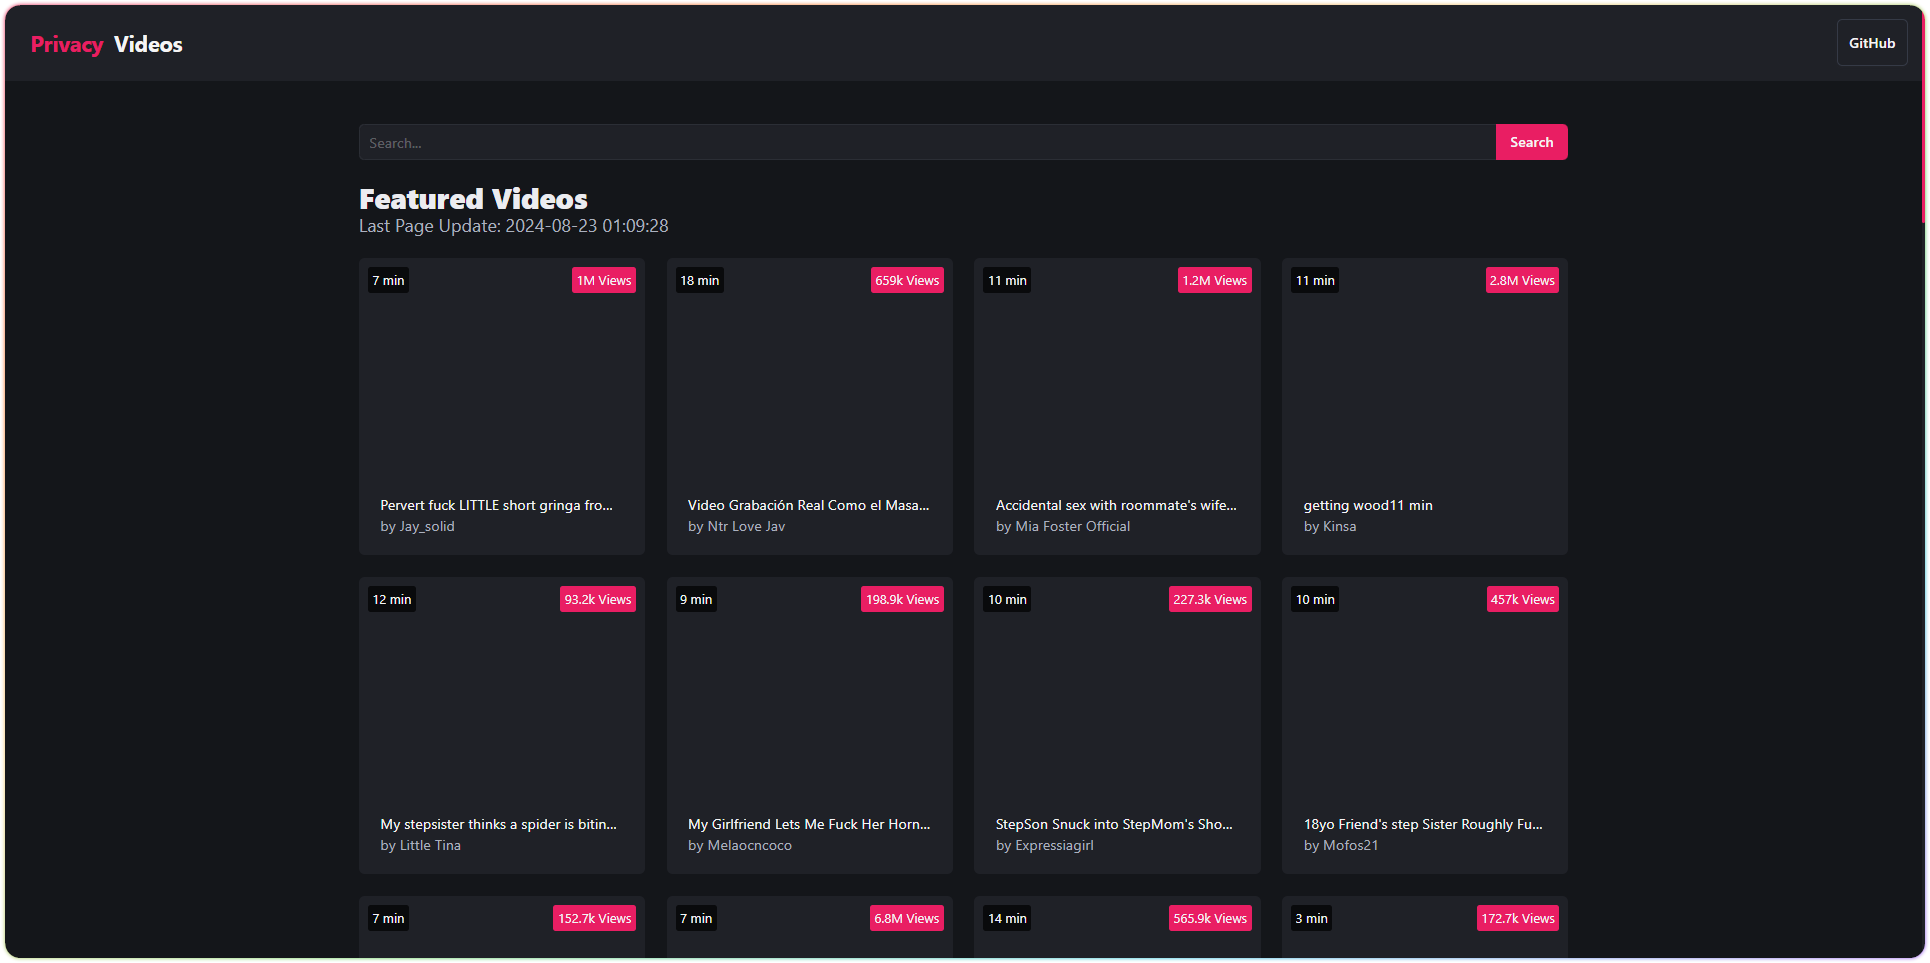 Privacy Videos
GitHub
Search...
Search
Featured Videos
Last Page Update: 2024-08-23 01:09:28
7 min
1M Views
18 min
659k Views
11 min
1.2M Views
11 min
2.8M Views
Pervert fuck LITTLE short gringa fro...
by Jay_solid
Video Grabación Real Como el Masa...
by Ntr Love Jav
Accidental sex with roommate's wife...
by Mia Foster Official
getting wood11 min
by Kinsa
12 min
93.2k Views
9 min
198.9k Views
10 min
227.3k Views
10 min
457k Views
My stepsister thinks a spider is bitin...
by Little Tina
My Girlfriend Lets Me Fuck Her Horn...
by Melaocncoco
StepSon Snuck into StepMom's Sho...
by Expressiagirl
18yo Friend's step Sister Roughly Fu...
by Mofos21
7 min
152.7k Views
7 min
6.8M Views
14 min
565.9k Views
3 min
172.7k Views